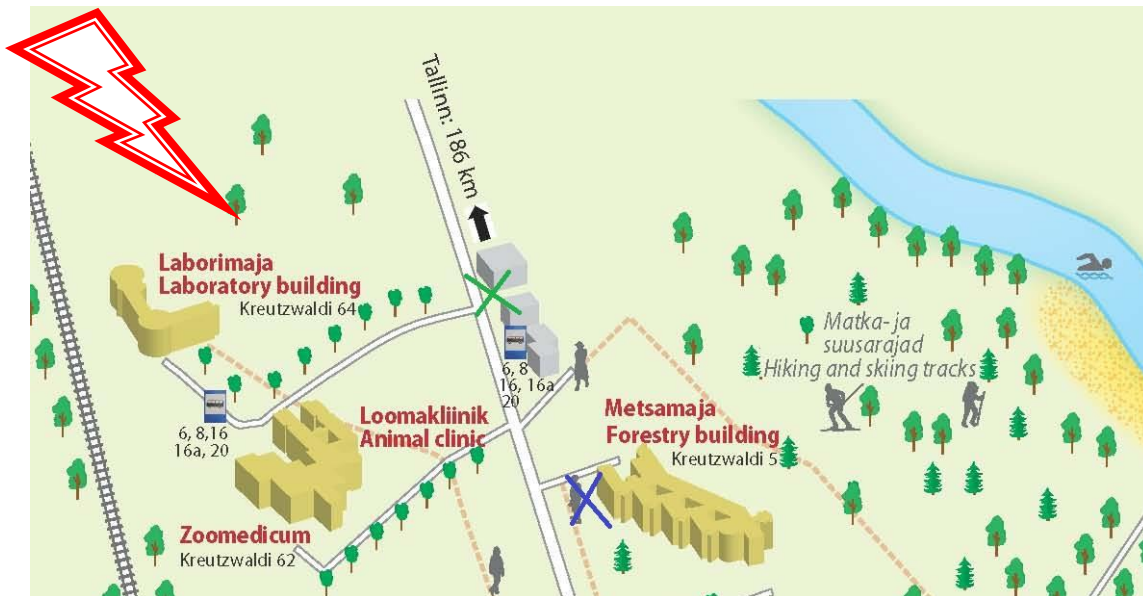 Tallinn: 186 km
Laborimaja
Laboratory building
Kreutzwaldi 64
6, 8
16, 16a
20
Matka- ja
suusarajad
Hiking and skiing tracks
6, 8,16
16a, 20
Loomakliinik
Animal clinic
Metsamaja
Forestry building
Kreutzwaldi 5
Zoomedicum
Kreutzwaldi 62